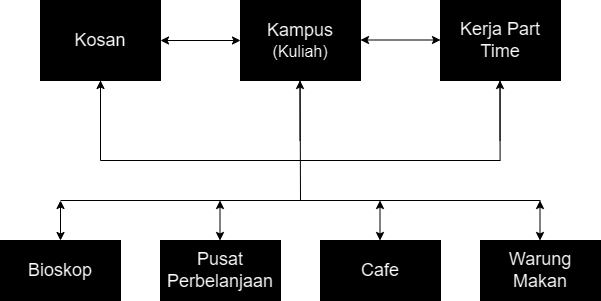 Kosan
Kampus
(Kuliah)
Kerja Part
Time
Bioskop
Pusat
Perbelanjaan
Cafe
Warung
Makan